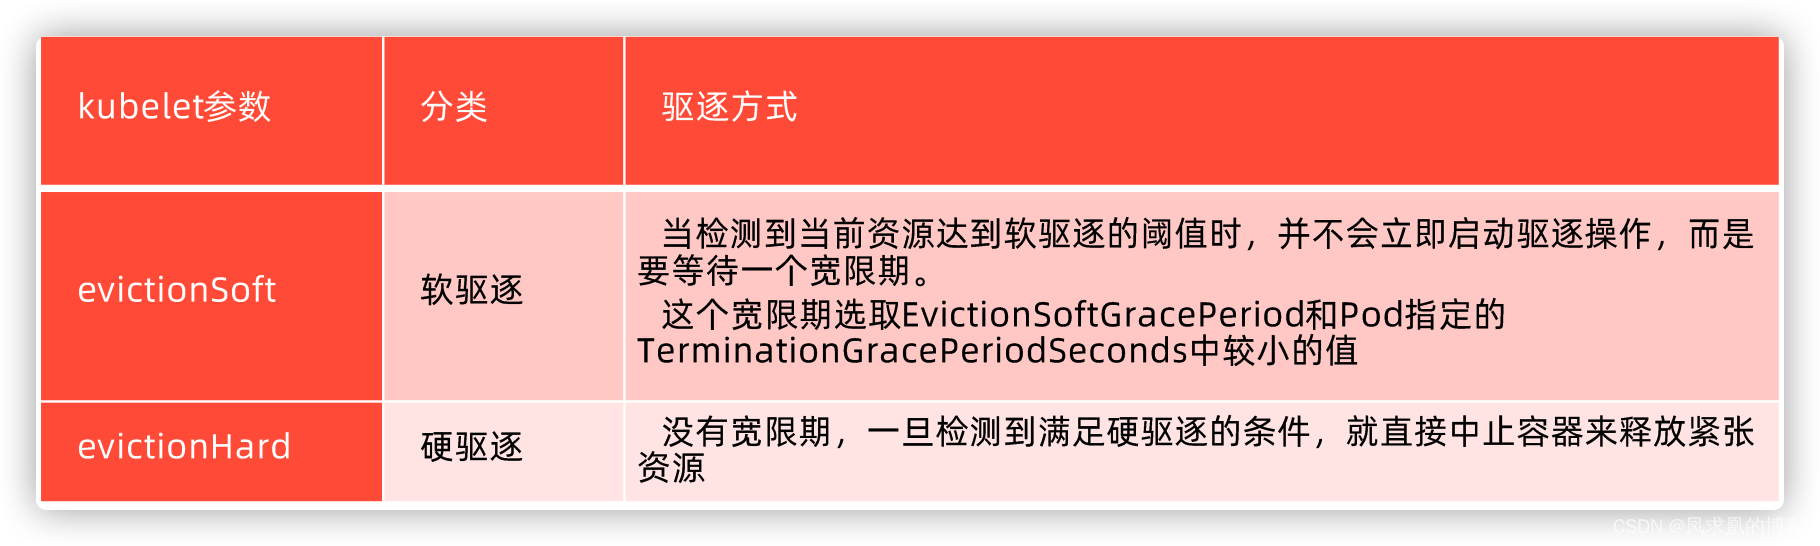 kubelet参数
分类
驱逐方式
evictionSoft
软驱逐
当检测到当前资源达到软驱逐的阈值时，并不会立即启动驱逐操作，而是
要等待一个宽限期。
这个宽限期选取EvictionSoftGracePeriod和Pod指定的
TerminationGracePeriodSeconds中较小的值
evictionHard
硬驱逐
没有宽限期，一旦检测到满足硬驱逐的条件，就直接中止容器来释放紧张
资源
CSDN @凤求凰的博